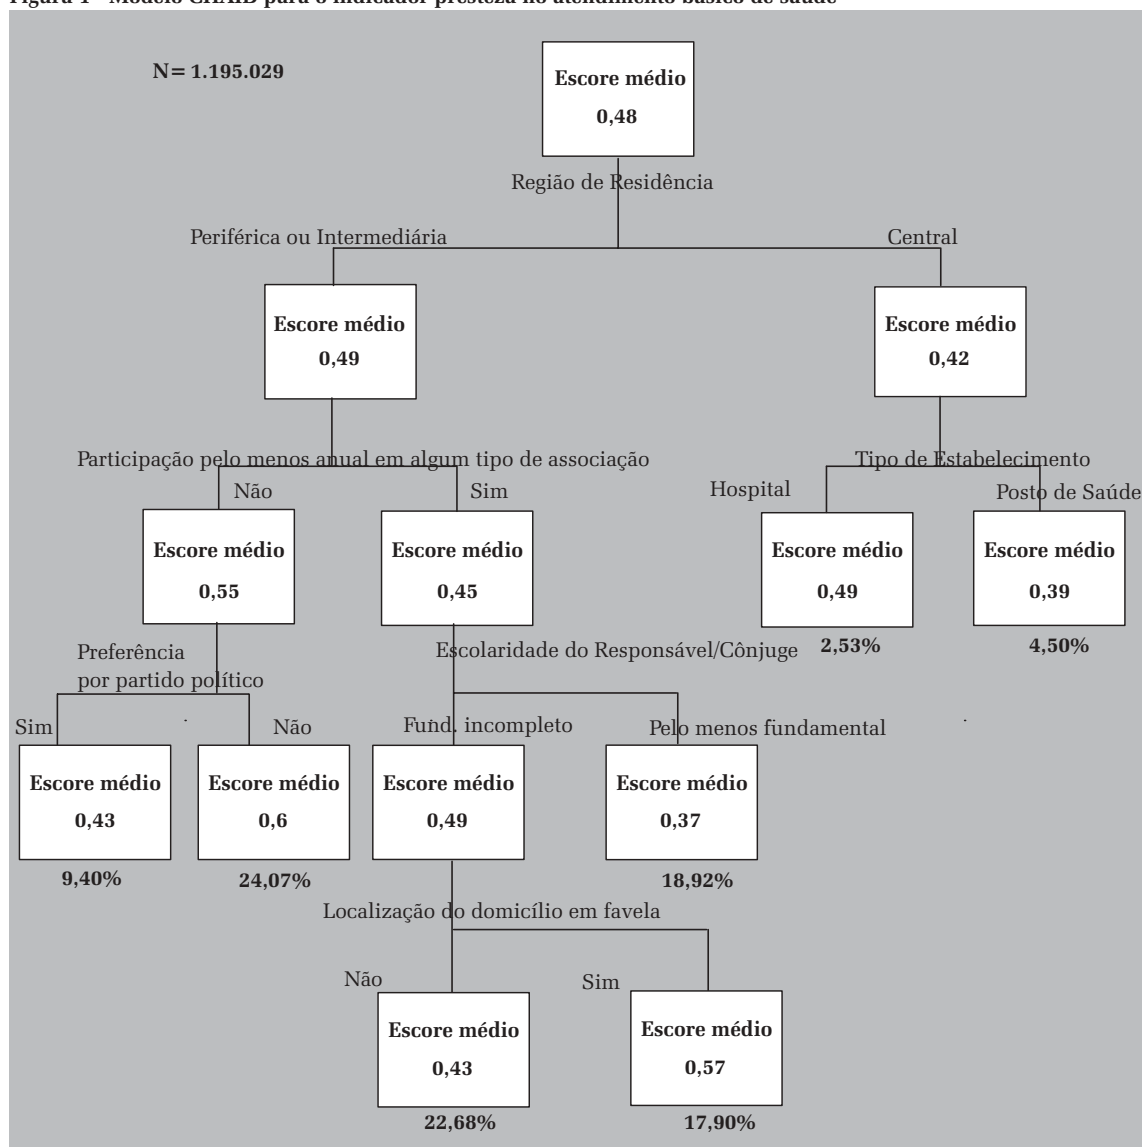 Figura 1 - Modelo CHAID para o indicador presteza no atendimento básico de saúde
N= 1.195.029
Escore médio
0,48
Região de Residência
Periférica ou Intermediária
Central
Escore médio
0,49
Escore médio
0,42
Participação pelo menos anual em algum tipo de associação
Tipo de Estabelecimento
Não
Sim
Hospital
Posto de Saúde
Escore médio
0,55
Escore médio
0,45
Escore médio
0,49
2,53%
Escore médio
0,39
4,50%
Preferência
por partido político
Escolaridade do Responsável/Cônjuge
Sim
Não
Fund. incompleto
Pelo menos fundamental
Escore médio
0,43
9,40%
Escore médio
0,6
24,07%
Escore médio
0,49
Escore médio
0,37
18,92%
Localização do domicílio em favela
Não
Sim
Escore médio
0,43
22,68%
Escore médio
0,57
17,90%